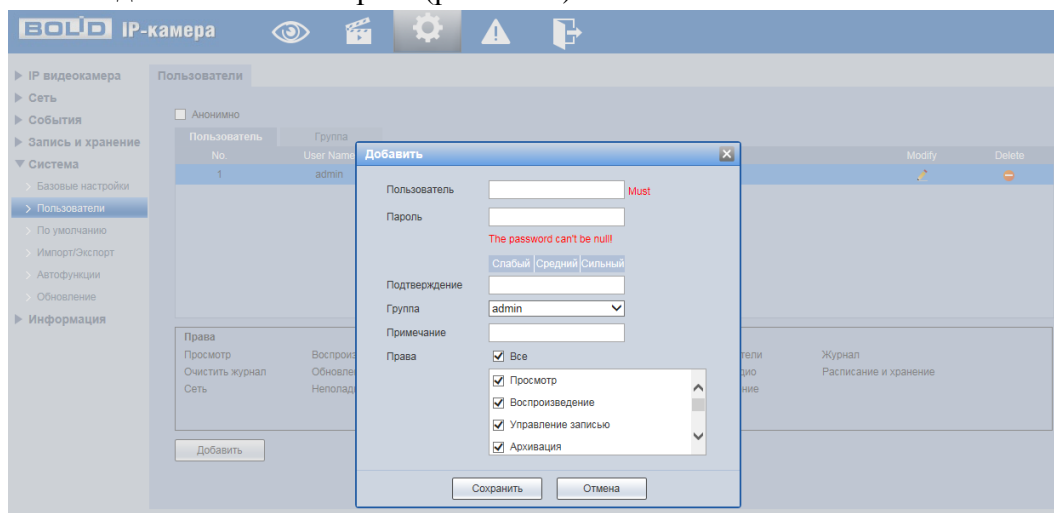 BOLID IP-камера
IP видеокамера
Сеть
События
Запись и хранение
Система
Базовые настройки
Пользователи
По умолчанию
Импорт/Экспорт
Автофункции
Обновление
Информация
Пользователи
Анонимно
Пользователь Группа
No. User Name Modify Delete
1 admin
Права
Просмотр Журнал
Очистить журнал Расписание и хранение
Сеть
Добавить
Добавить
Пользователь Must
Пароль
The password can't be null!
Слабый Средний Сильный
Подтверждение
Группа admin
Примечание
Права Все
Просмотр
Воспроизведение
Управление записью
Архивация
Сохранить Отмена